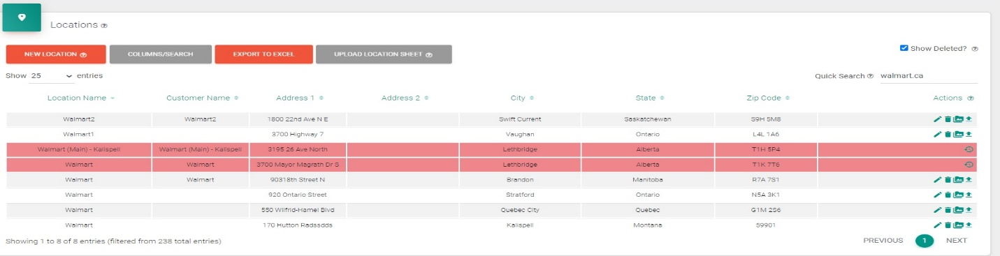 Locations
NEW LOCATION COLUMNS/SEARCH EXPORT TO EXCEL UPLOAD LOCATION SHEET Show Deleted?
Show 25 entries Quick Search walmart.ca
Location Name Customer Name Address 1 Address 2 City State Zip Code Actions
Walmart2 Walmart2 1800 22nd Ave N E Swift Current Saskatchewan S9H 5M8
Walmart1 3700 Highway 7 Vaughan Ontario L4L 1A6
Walmart (Main) - Kalispell Walmart (Main) - Kalispell 3195 26 Ave North Lethbridge Alberta T1H 5P4
Walmart Walmart 3700 Mayor Magrath Dr S Lethbridge Alberta T1K 7T6
Walmart Walmart 90318th Street N Brandon Manitoba R7A 7S1
Walmart 920 Ontario Street Stratford Ontario N5A 3K1
Walmart 550 Wilfrid-Hamel Blvd Quebec City Quebec G1M 2S6
Walmart 170 Hutton Radssdds Kalispell Montana 59901
Showing 1 to 8 of 8 entries (filtered from 238 total entries) PREVIOUS 1 NEXT